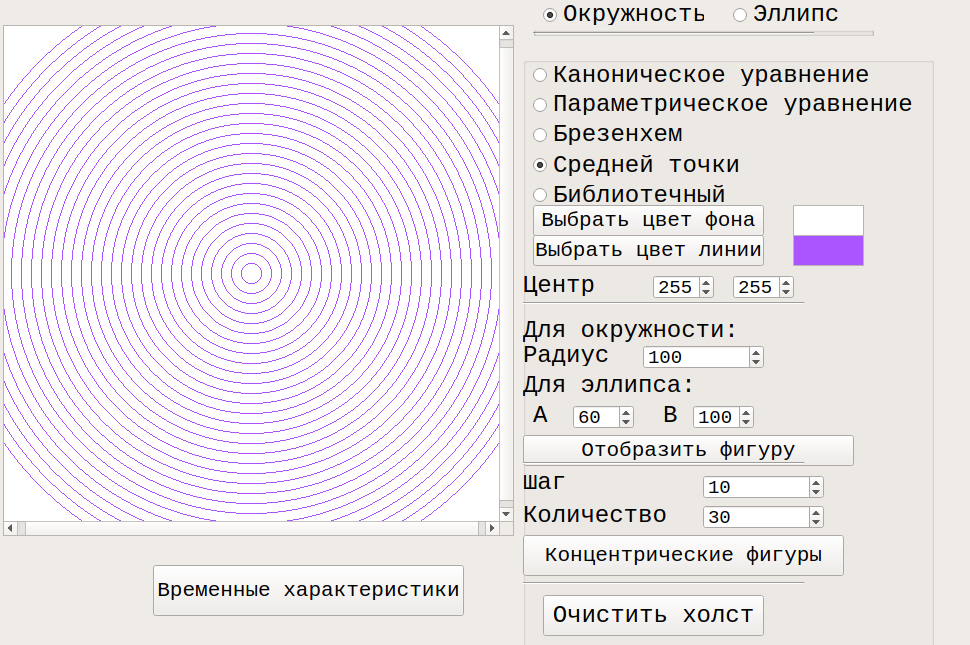 Окружность Эллипс
Каноническое уравнение
Параметрическое уравнение
Брезенхем
Средней точки
Библиотечный
Выбрать цвет фона
Выбрать цвет линии
Центр 255 255
Для окружности:
Радиус 100
Для эллипса:
A 60 B 100
Отобразить фигуру
Шаг 10
Количество 30
Концентрические фигуры
Временные характеристики
Очистить холст